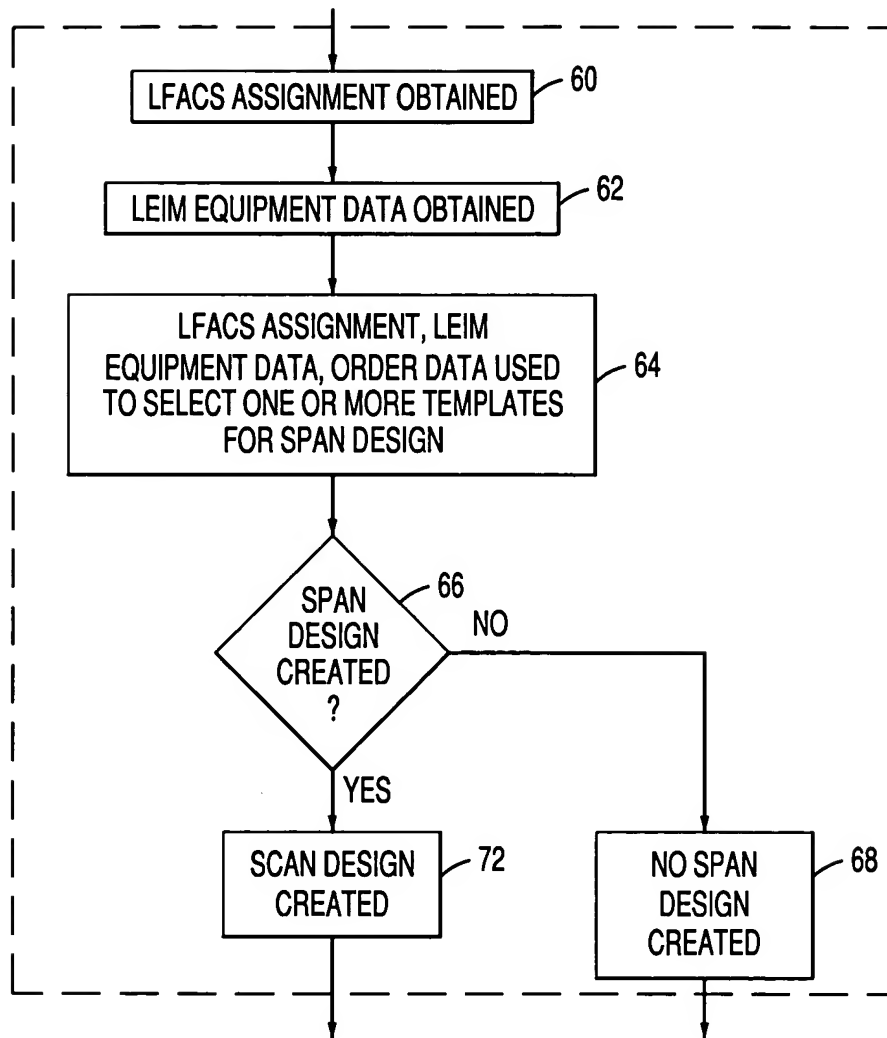 LFACS ASSIGNMENT OBTAINED
60
LEIM EQUIPMENT DATA OBTAINED
62
LFACS ASSIGNMENT, LEIM
EQUIPMENT DATA, ORDER DATA USED
TO SELECT ONE OR MORE TEMPLATES
FOR SPAN DESIGN
64
SPAN
DESIGN
CREATED
?
66
NO
YES
SCAN DESIGN
CREATED
72
NO SPAN
DESIGN
CREATED
68